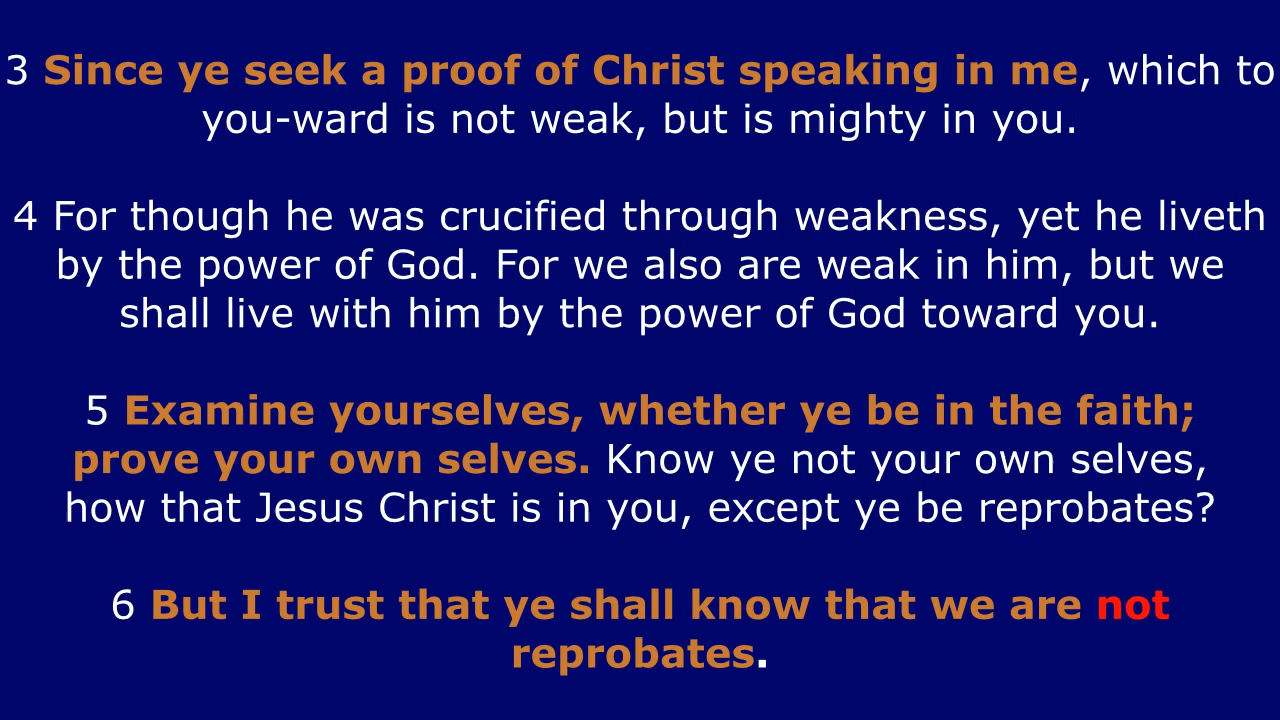 3 Since ye seek a proof of Christ speaking in me, which to
you-ward is not weak, but is mighty in you.
4 For though he was crucified through weakness, yet he liveth
by the power of God. For we also are weak in him, but we
shall live with him by the power of God toward you.
5 Examine yourselves, whether ye be in the faith;
prove your own selves. Know ye not your own selves,
how that Jesus Christ is in you, except ye be reprobates?
6 But I trust that ye shall know that we are not
reprobates.